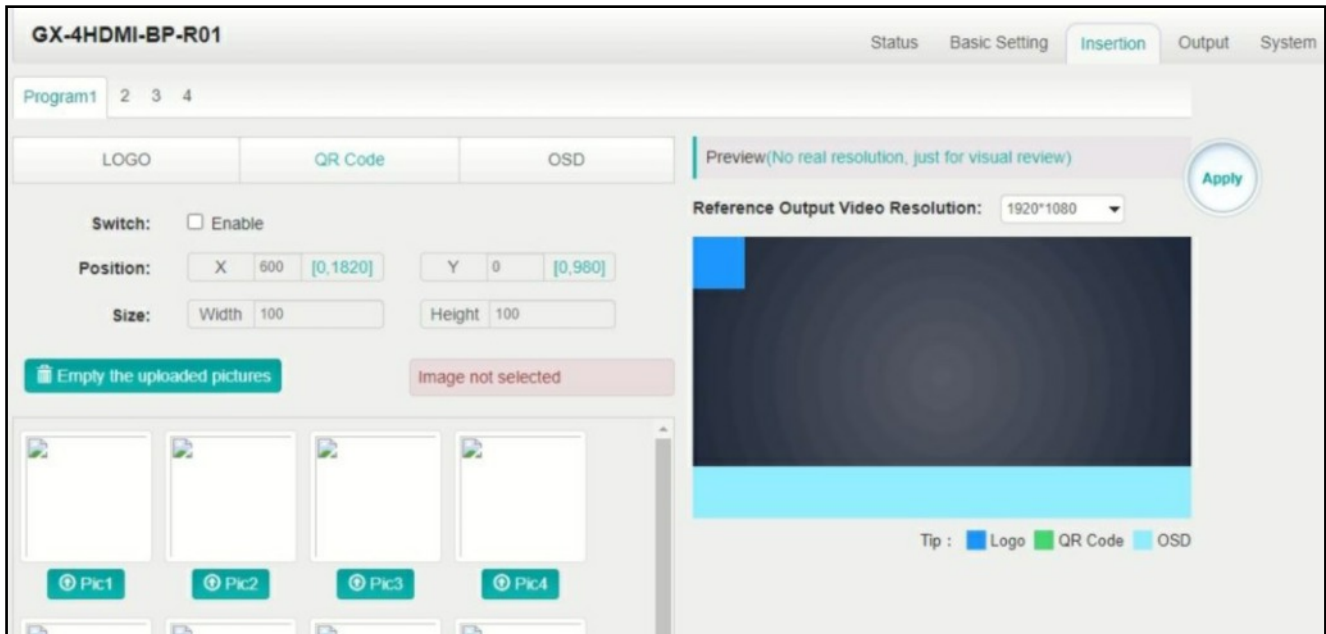 GX-4HDMI-BP-R01
Status Basic Setting Insertion Output System
Program1 2 3 4
LOGO QR Code OSD
Switch: Enable
Position: X 600 [0,1820] Y 0 [0,980]
Size: Width 100 Height 100
Empty the uploaded pictures Image not selected
Pic1 Pic2 Pic3 Pic4
Preview(No real resolution, just for visual review)
Apply
Reference Output Video Resolution: 1920*1080
Tip : Logo QR Code OSD